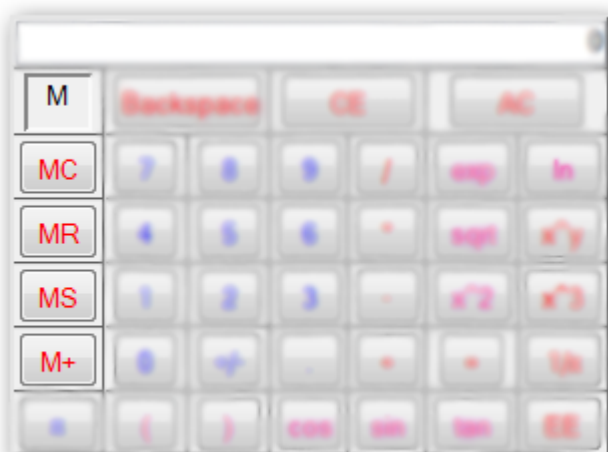 0
M Backspace CE AC
MC 7 8 9 / exp ln
MR 4 5 6 * sqrt x^y
MS 1 2 3 - x^2 x^3
M+ 0 +/- . + = 1/x
( ) cos sin tan EE